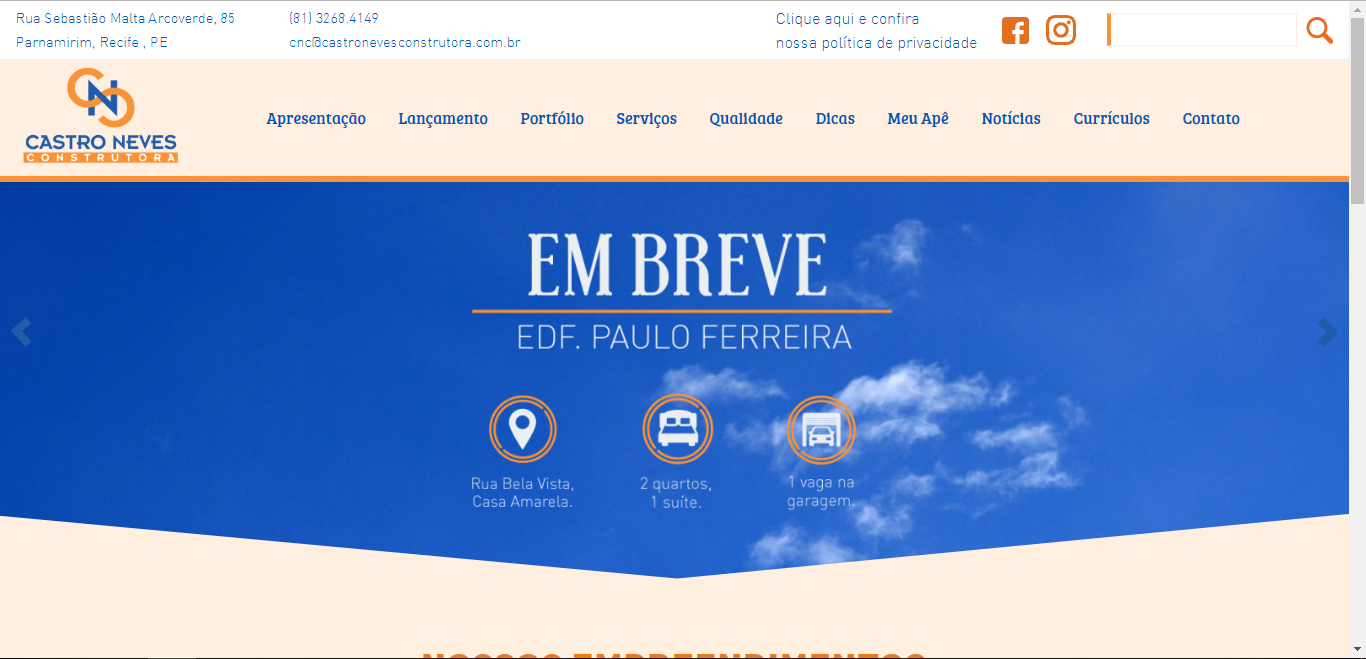 Rua Sebastião Malta Arcoverde, 85
Parnamirim, Recife , PE
(81) 3268.4149
cnc@castronevesconstrutora.com.br
Clique aqui e confira
nossa política de privacidade
CASTRO NEVES
CONSTRUTORA
Apresentação Lançamento Portfólio Serviços Qualidade Dicas Meu Apê Notícias Currículos Contato
EM BREVE
EDF. PAULO FERREIRA
Rua Bela Vista,
Casa Amarela.
2 quartos,
1 suíte.
1 vaga na
garagem.
NOSSOS EMPREENDIMENTOS